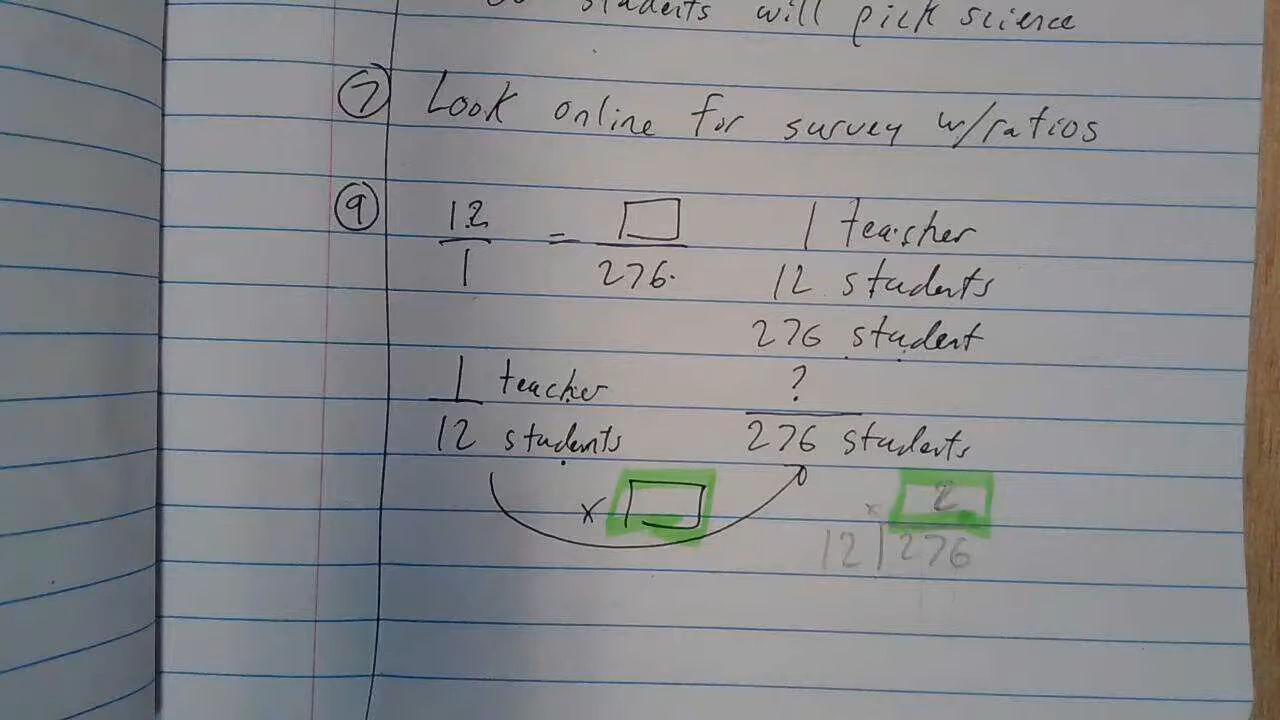 students will pick science
⑦ Look online for survey w/ratios
⑨ 12/1 = □/276 1 teacher
12 students
276 student
1 teacher ?
12 students 276 students
x □ x 2
12 | 276